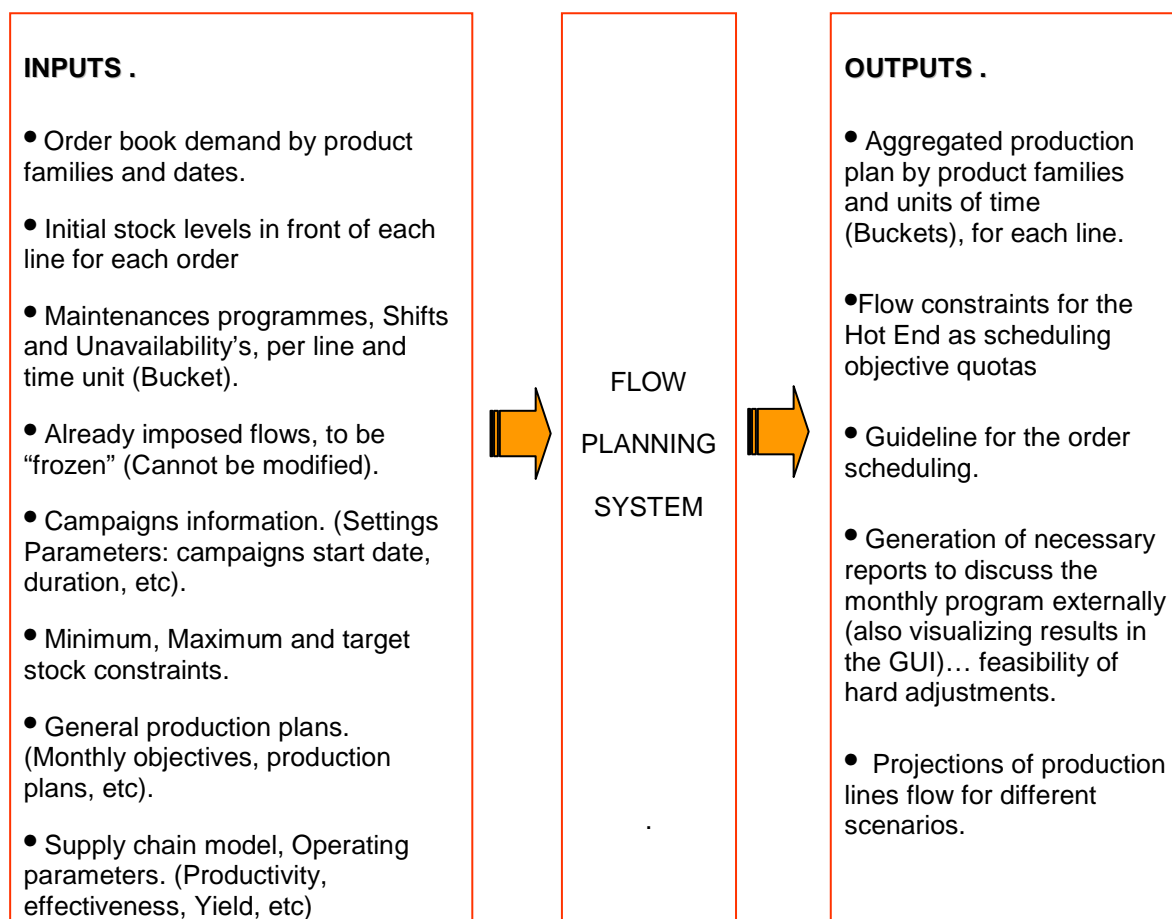 INPUTS .
• Order book demand by product
families and dates.
• Initial stock levels in front of each
line for each order
• Maintenances programmes, Shifts
and Unavailability's, per line and
time unit (Bucket).
• Already imposed flows, to be
“frozen” (Cannot be modified).
• Campaigns information. (Settings
Parameters: campaigns start date,
duration, etc).
• Minimum, Maximum and target
stock constraints.
• General production plans.
(Monthly objectives, production
plans, etc).
• Supply chain model, Operating
parameters. (Productivity,
effectiveness, Yield, etc)
FLOW
PLANNING
SYSTEM
.
OUTPUTS .
• Aggregated production
plan by product families
and units of time
(Buckets), for each line.
•Flow constraints for the
Hot End as scheduling
objective quotas
• Guideline for the order
scheduling.
• Generation of necessary
reports to discuss the
monthly program externally
(also visualizing results in
the GUI)… feasibility of
hard adjustments.
• Projections of production
lines flow for different
scenarios.